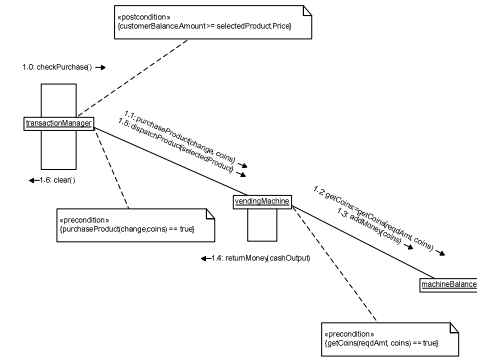 «postcondition»
{customerBalance.Amount>= selectedProduct.Price}
1.0: checkPurchase()
transactionManager
1.1: purchaseProduct(change, coins)
1.5: dispatchProduct(selectedProduct)
1.6: clear()
vendingMachine
1.2: getCoins:=getCoins(reqdAmt, coins)
1.3: addMoney(coins)
«precondition»
{purchaseProduct(change,coins) == true}
1.4: returnMoney(cashOutput)
machineBalance
«precondition»
{getCoins(reqdAmt, coins) == true}